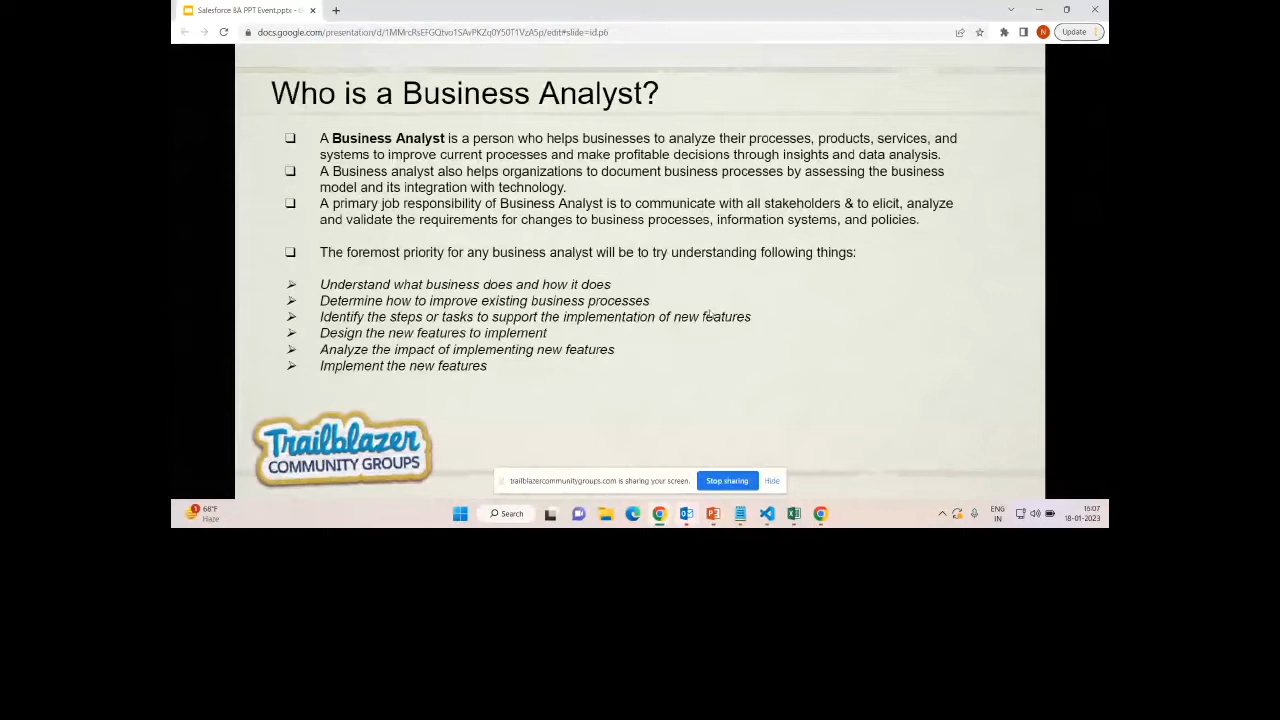 Salesforce BA PPT Event.pptx
docs.google.com/presentation/d/1MMrcRsEFGQtvo1SAvPKZq0Y50T1VzA5p/edit#slide=id.p6
N
Update
Who is a Business Analyst?
A Business Analyst is a person who helps businesses to analyze their processes, products, services, and
systems to improve current processes and make profitable decisions through insights and data analysis.
A Business analyst also helps organizations to document business processes by assessing the business
model and its integration with technology.
A primary job responsibility of Business Analyst is to communicate with all stakeholders & to elicit, analyze
and validate the requirements for changes to business processes, information systems, and policies.
The foremost priority for any business analyst will be to try understanding following things:
Understand what business does and how it does
Determine how to improve existing business processes
Identify the steps or tasks to support the implementation of new features
Design the new features to implement
Analyze the impact of implementing new features
Implement the new features
Trailblazer
COMMUNITY GROUPS
trailblazercommunitygroups.com is sharing your screen.
Stop sharing
Hide
1
68°F
Haze
Search
ENG
IN
16:07
18-01-2023